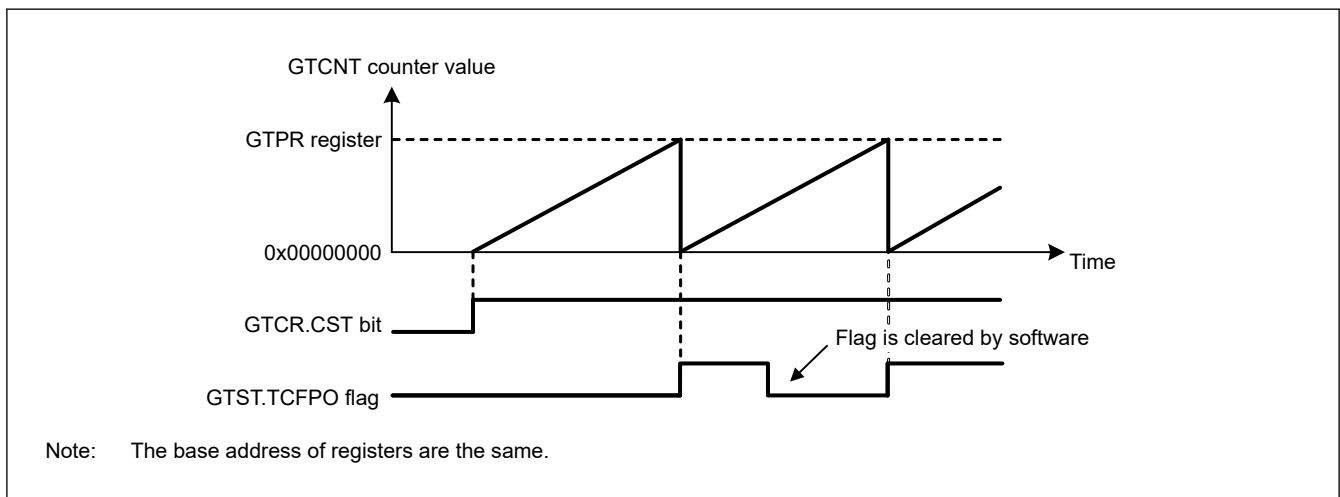 GTCNT counter value
GTPR register
0x00000000
Time
GTCR.CST bit
Flag is cleared by software
GTST.TCFPO flag
Note: The base address of registers are the same.